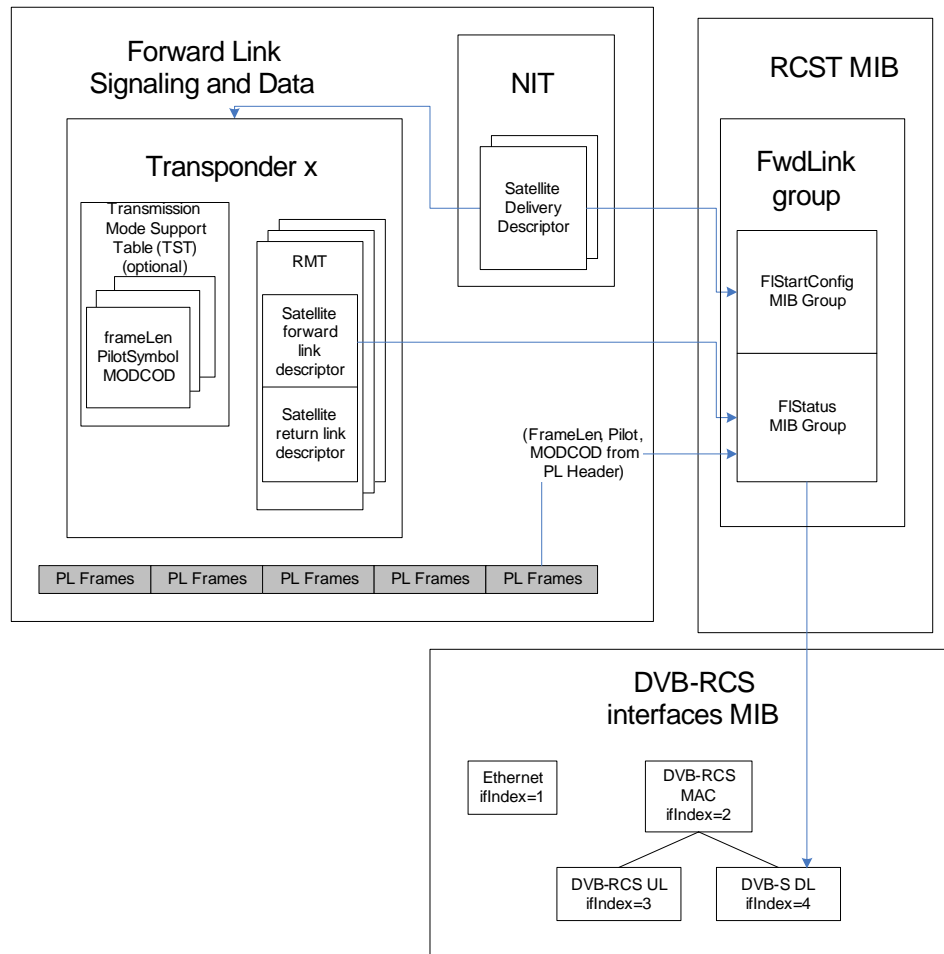 Forward Link
Signaling and Data
NIT
Satellite
Delivery
Descriptor
Transponder x
Transmission
Mode Support
Table (TST)
(optional)
frameLen
PilotSymbol
MODCOD
RMT
Satellite
forward
link
descriptor
Satellite
return link
descriptor
(FrameLen, Pilot,
MODCOD from
PL Header)
PL Frames
PL Frames
PL Frames
PL Frames
PL Frames
RCST MIB
FwdLink
group
FlStartConfig
MIB Group
FlStatus
MIB Group
DVB-RCS
interfaces MIB
Ethernet
ifIndex=1
DVB-RCS
MAC
ifIndex=2
DVB-RCS UL
ifIndex=3
DVB-S DL
ifIndex=4